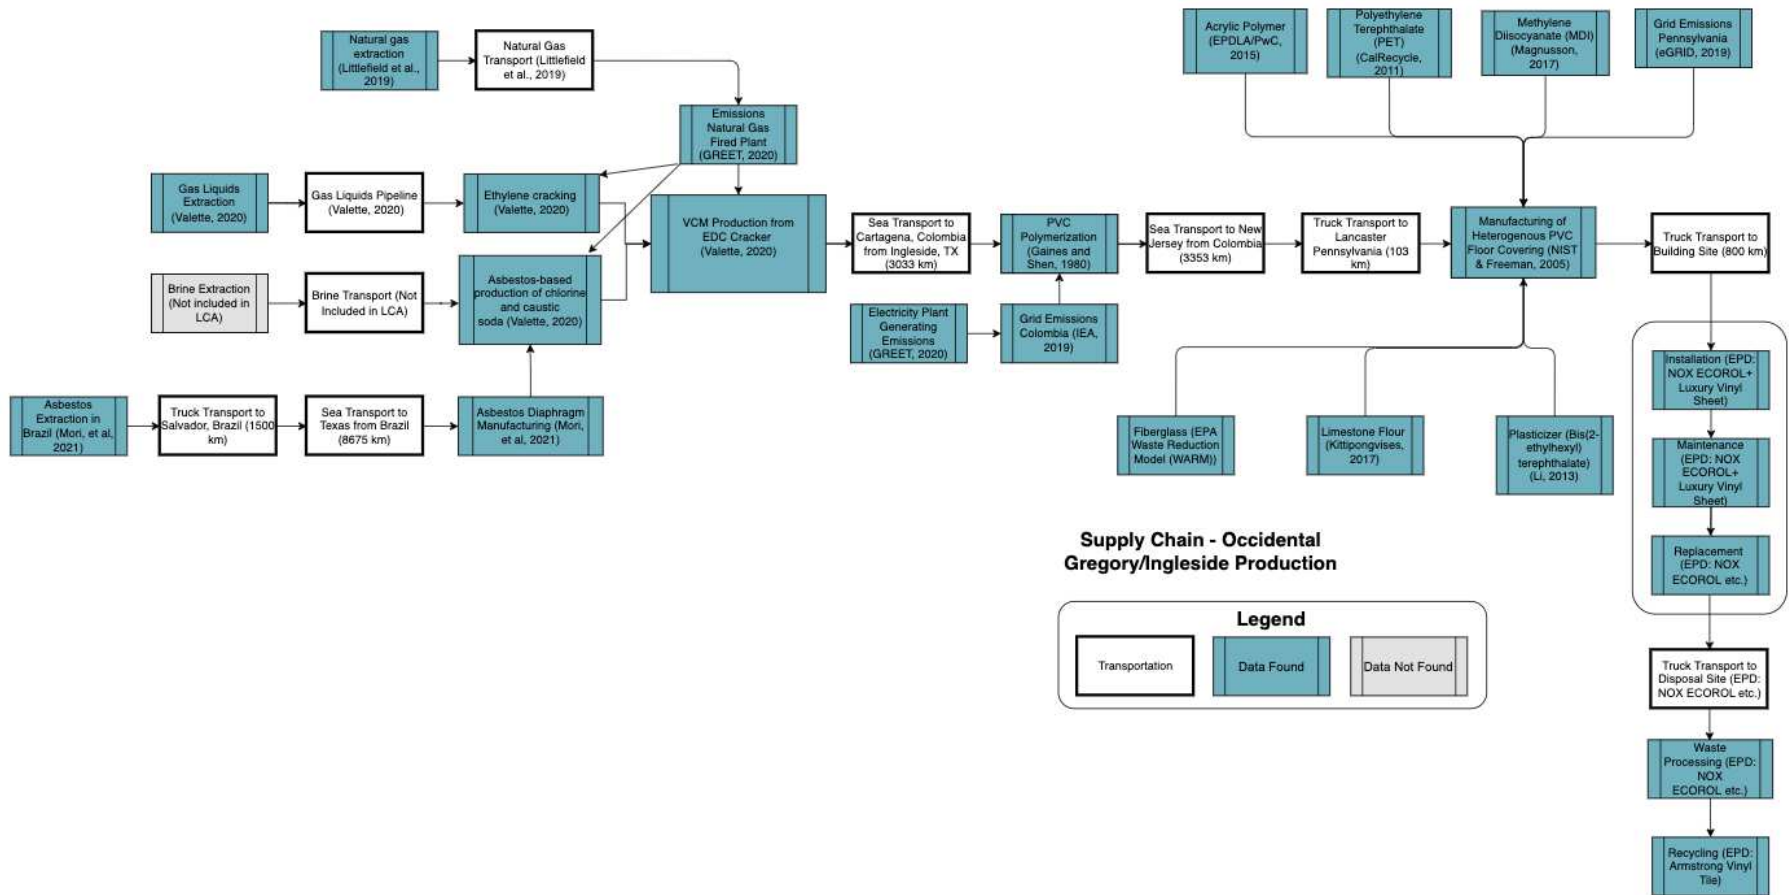 Natural gas
extraction
(Littlefield et al.,
2019)
Natural Gas
Transport (Littlefield
et al., 2019)
Emissions
Natural Gas
Fired Plant
(GREET, 2020)
Gas Liquids
Extraction
(Valette, 2020)
Gas Liquids Pipeline
(Valette, 2020)
Ethylene cracking
(Valette, 2020)
VCM Production from
EDC Cracker
(Valette, 2020)
Brine Extraction
(Not included in
LCA)
Brine Transport (Not
Included in LCA)
Asbestos-based
production of chlorine
and caustic
soda (Valette, 2020)
Asbestos
Extraction in
Brazil (Mori, et al,
2021)
Truck Transport to
Salvador, Brazil (1500
km)
Sea Transport to
Texas from Brazil
(8675 km)
Asbestos Diaphragm
Manufacturing (Mori,
et al, 2021)
Sea Transport to
Cartagena, Colombia
from Ingleside, TX
(3033 km)
PVC
Polymerization
(Gaines and
Shen, 1980)
Electricity Plant
Generating
Emissions
(GREET, 2020)
Grid Emissions
Colombia (IEA,
2019)
Sea Transport to New
Jersey from Colombia
(3353 km)
Truck Transport to
Lancaster
Pennsylvania (103
km)
Acrylic Polymer
(EPDLA/PwC,
2015)
Polyethylene
Terephthalate
(PET)
(CalRecycle,
2011)
Methylene
Diisocyanate (MDI)
(Magnusson,
2017)
Grid Emissions
Pennsylvania
(eGRID, 2019)
Manufacturing of
Heterogenous PVC
Floor Covering (NIST
& Freeman, 2005)
Fiberglass (EPA
Waste Reduction
Model (WARM))
Limestone Flour
(Kittipongvises,
2017)
Plasticizer (Bis(2-
ethylhexyl)
terephthalate)
(Li, 2013)
Truck Transport to
Building Site (800 km)
Installation (EPD:
NOX ECOROL+
Luxury Vinyl
Sheet)
Maintenance
(EPD: NOX
ECOROL+
Luxury Vinyl
Sheet)
Replacement
(EPD: NOX
ECOROL etc.)
Truck Transport to
Disposal Site (EPD:
NOX ECOROL etc.)
Waste
Processing (EPD:
NOX
ECOROL etc.)
Recycling (EPD:
Armstrong Vinyl
Tile)
Supply Chain - Occidental
Gregory/Ingleside Production
Legend
Transportation
Data Found
Data Not Found